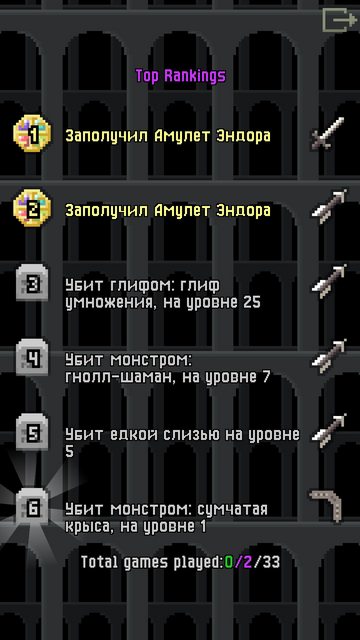 Top Rankings
1
Заполучил Амулет Эндора
2
Заполучил Амулет Эндора
3
Убит глифом: глиф
умножения, на уровне 25
4
Убит монстром:
гнолл-шаман, на уровне 7
5
Убит едкой слизью на уровне
5
6
Убит монстром: сумчатая
крыса, на уровне 1
Total games played:0/2/33